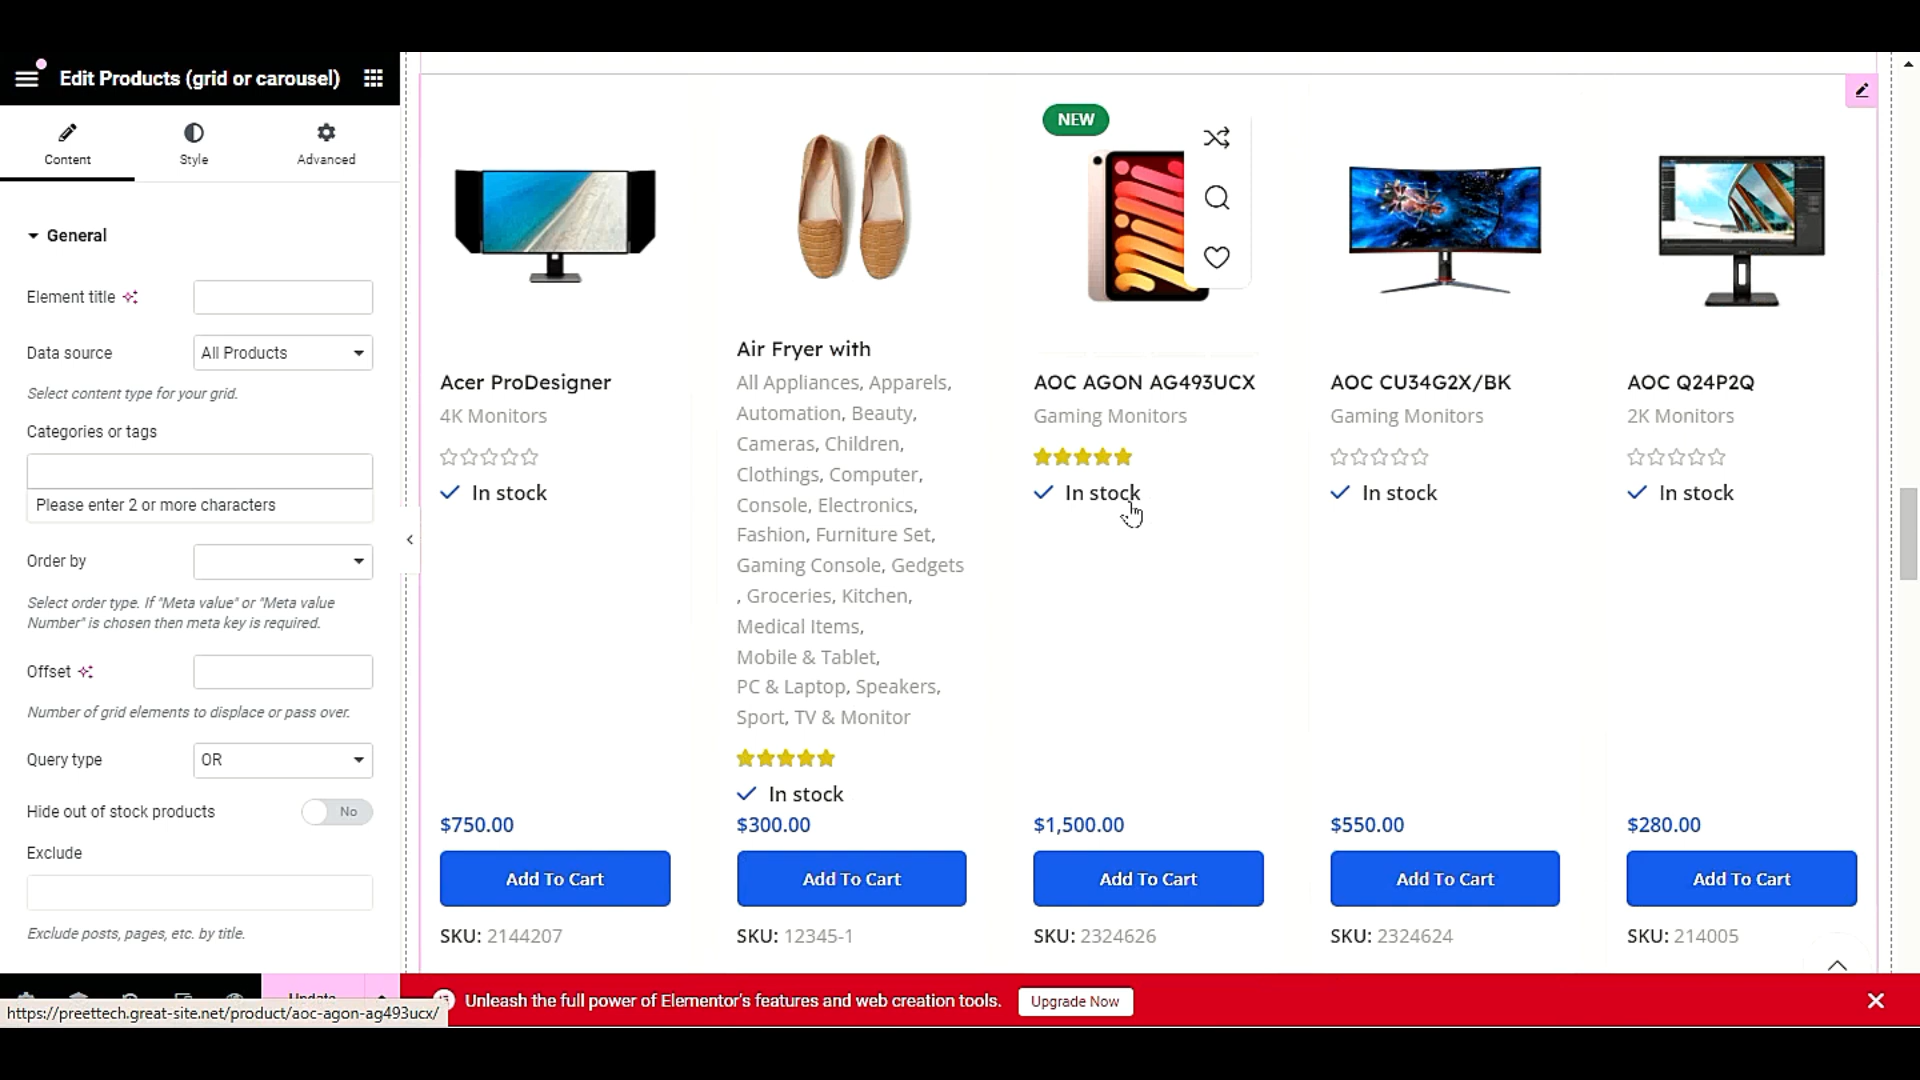 Edit Products (grid or carousel)
Content
Style
Advanced
General
Element title
Data source
All Products
Select content type for your grid.
Categories or tags
Please enter 2 or more characters
Order by
Select order type. If "Meta value" or "Meta value
Number" is chosen then meta key is required.
Offset
Number of grid elements to displace or pass over.
Query type
OR
Hide out of stock products
No
Exclude
Exclude posts, pages, etc. by title.
Update
https://preettech.great-site.net/product/aoc-agon-ag493ucx/
Acer ProDesigner
4K Monitors
In stock
$750.00
Add To Cart
SKU: 2144207
Air Fryer with
All Appliances, Apparels,
Automation, Beauty,
Cameras, Children,
Clothings, Computer,
Console, Electronics,
Fashion, Furniture Set,
Gaming Console, Gedgets
, Groceries, Kitchen,
Medical Items,
Mobile & Tablet,
PC & Laptop, Speakers,
Sport, TV & Monitor
In stock
$300.00
Add To Cart
SKU: 12345-1
NEW
AOC AGON AG493UCX
Gaming Monitors
In stock
$1,500.00
Add To Cart
SKU: 2324626
AOC CU34G2X/BK
Gaming Monitors
In stock
$550.00
Add To Cart
SKU: 2324624
AOC Q24P2Q
2K Monitors
In stock
$280.00
Add To Cart
SKU: 214005
Unleash the full power of Elementor's features and web creation tools.
Upgrade Now